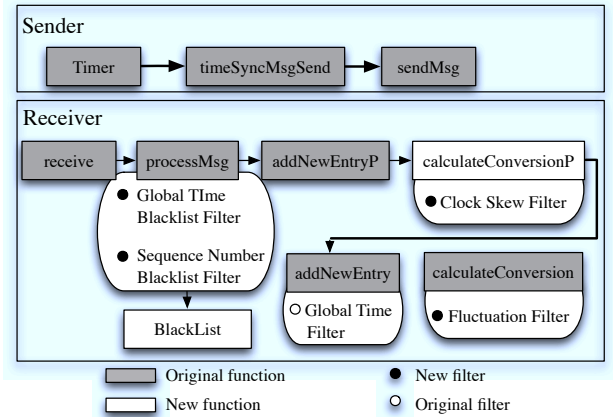 Sender
Timer
timeSyncMsgSend
sendMsg
Receiver
receive
processMsg
addNewEntryP
calculateConversionP
Global TIme
Blacklist Filter
Clock Skew Filter
Sequence Number
Blacklist Filter
addNewEntry
calculateConversion
Global Time
Filter
Fluctuation Filter
BlackList
Original function
New filter
New function
Original filter